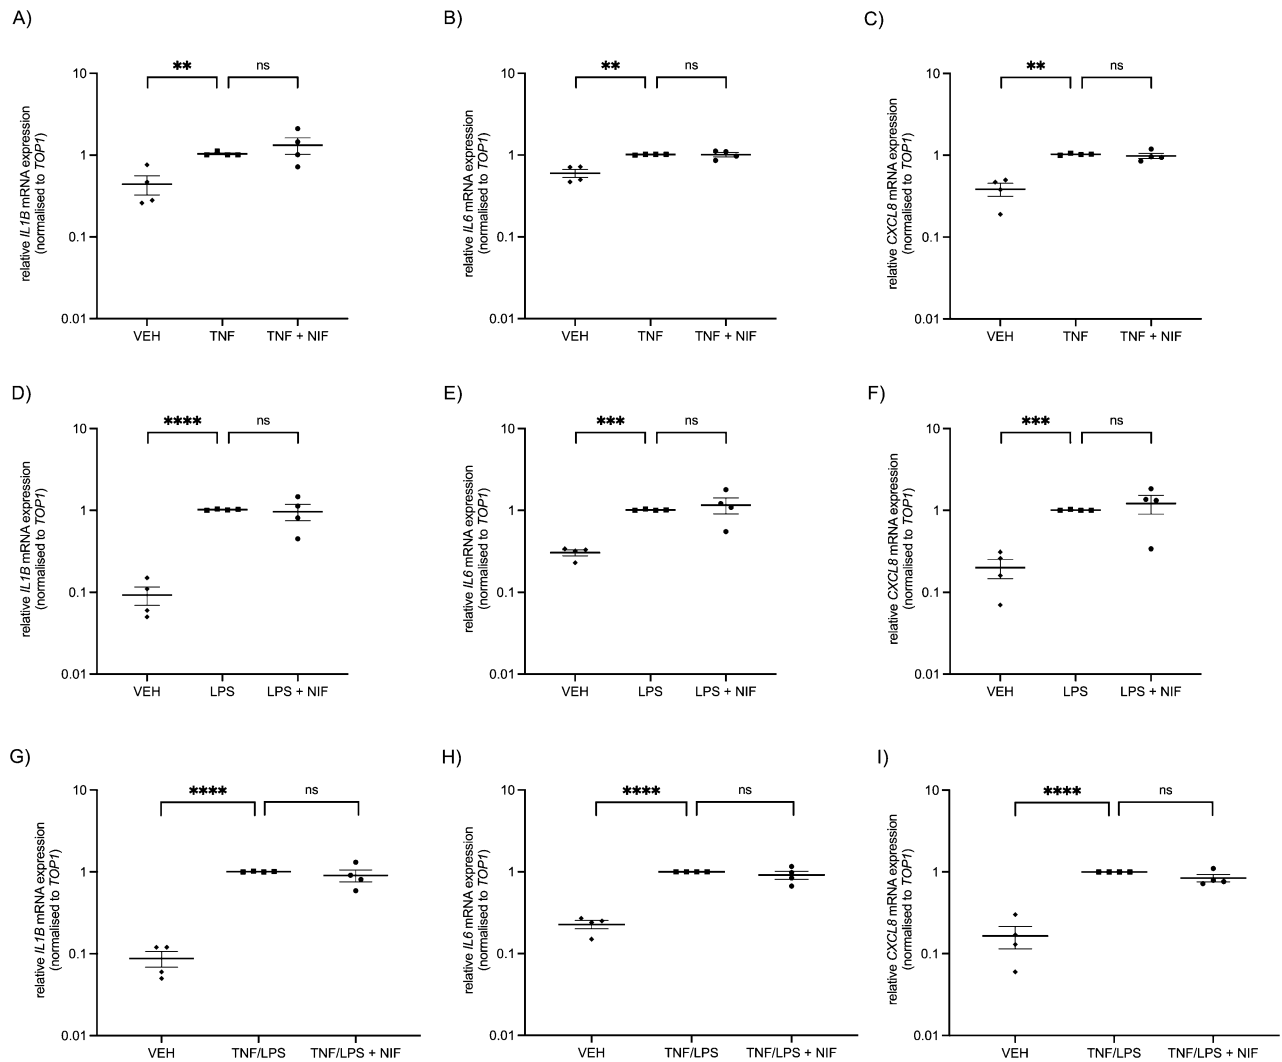 A)
relative IL1B mRNA expression
(normalised to TOP1)
10
1
0.1
0.01
** ns
VEH TNF TNF + NIF
B)
relative IL6 mRNA expression
(normalised to TOP1)
10
1
0.1
0.01
** ns
VEH TNF TNF + NIF
C)
relative CXCL8 mRNA expression
(normalised to TOP1)
10
1
0.1
0.01
** ns
VEH TNF TNF + NIF
D)
relative IL1B mRNA expression
(normalised to TOP1)
10
1
0.1
0.01
**** ns
VEH LPS LPS + NIF
E)
relative IL6 mRNA expression
(normalised to TOP1)
10
1
0.1
0.01
*** ns
VEH LPS LPS + NIF
F)
relative CXCL8 mRNA expression
(normalised to TOP1)
10
1
0.1
0.01
*** ns
VEH LPS LPS + NIF
G)
relative IL1B mRNA expression
(normalised to TOP1)
10
1
0.1
0.01
**** ns
VEH TNF/LPS TNF/LPS + NIF
H)
relative IL6 mRNA expression
(normalised to TOP1)
10
1
0.1
0.01
**** ns
VEH TNF/LPS TNF/LPS + NIF
I)
relative CXCL8 mRNA expression
(normalised to TOP1)
10
1
0.1
0.01
**** ns
VEH TNF/LPS TNF/LPS + NIF